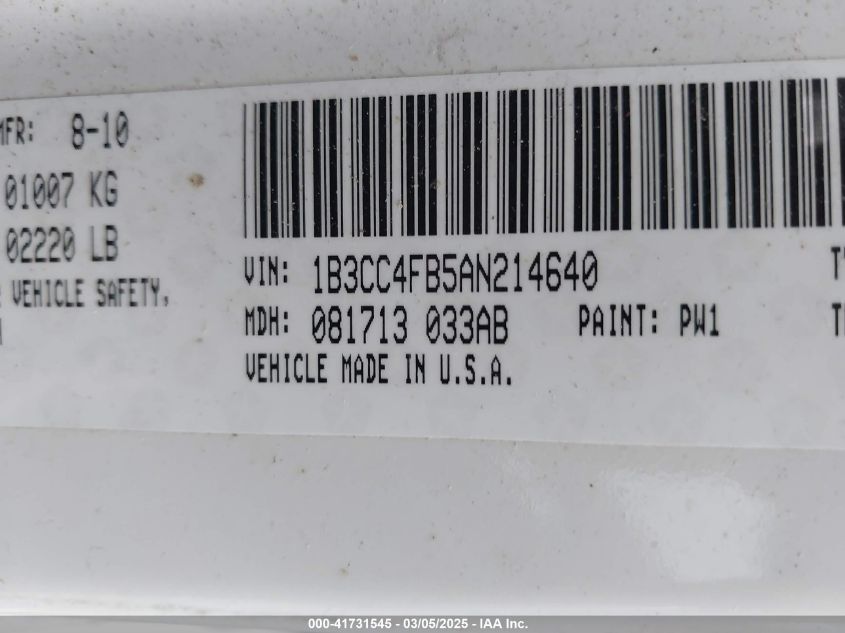 MFR: 8-10
01007 KG
02220 LB
VEHICLE SAFETY,
VIN: 1B3CC4FB5AN214640
MDH: 081713 033AB PAINT: PW1
VEHICLE MADE IN U.S.A.
000-41731545 - 03/05/2025 - IAA Inc.